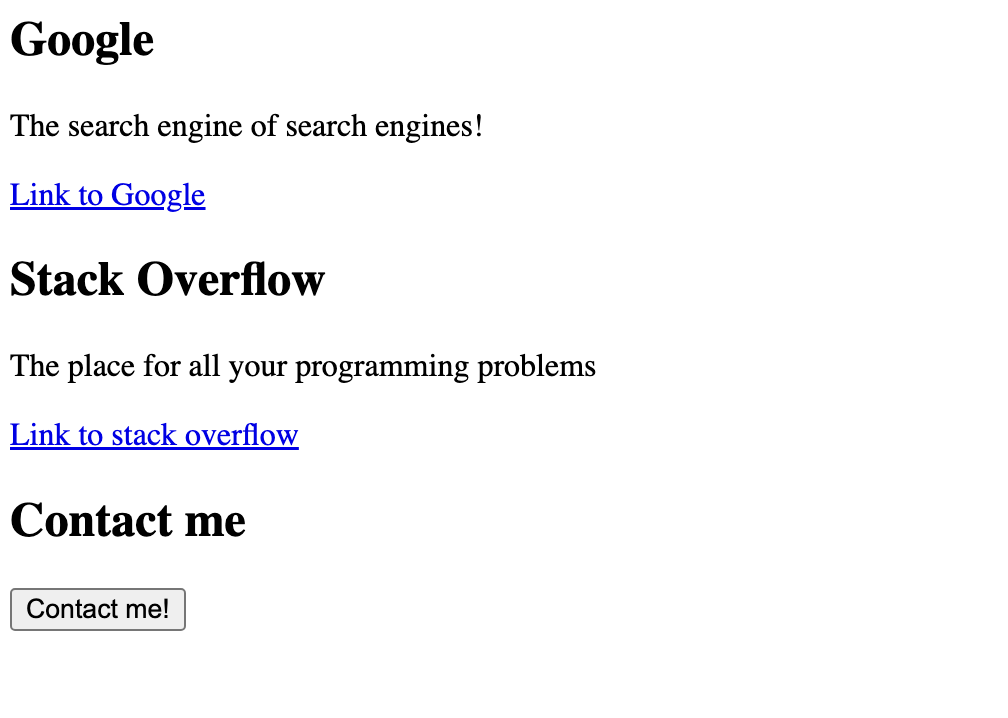 Google
The search engine of search engines!
Link to Google
Stack Overflow
The place for all your programming problems
Link to stack overflow
Contact me
Contact me!